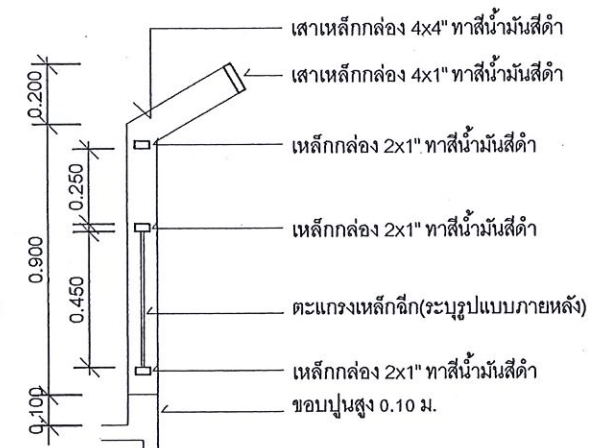 เสาเหล็กกล่อง 4x4" ทาสีน้ำมันสีดำ
เสาเหล็กกล่อง 4x1" ทาสีน้ำมันสีดำ
เหล็กกล่อง 2x1" ทาสีน้ำมันสีดำ
เหล็กกล่อง 2x1" ทาสีน้ำมันสีดำ
ตะแกรงเหล็กฉีก(ระบุรูปแบบภายหลัง)
เหล็กกล่อง 2x1" ทาสีน้ำมันสีดำ
ขอบปูนสูง 0.10 ม.
0.200
0.250
0.900
0.450
0.100